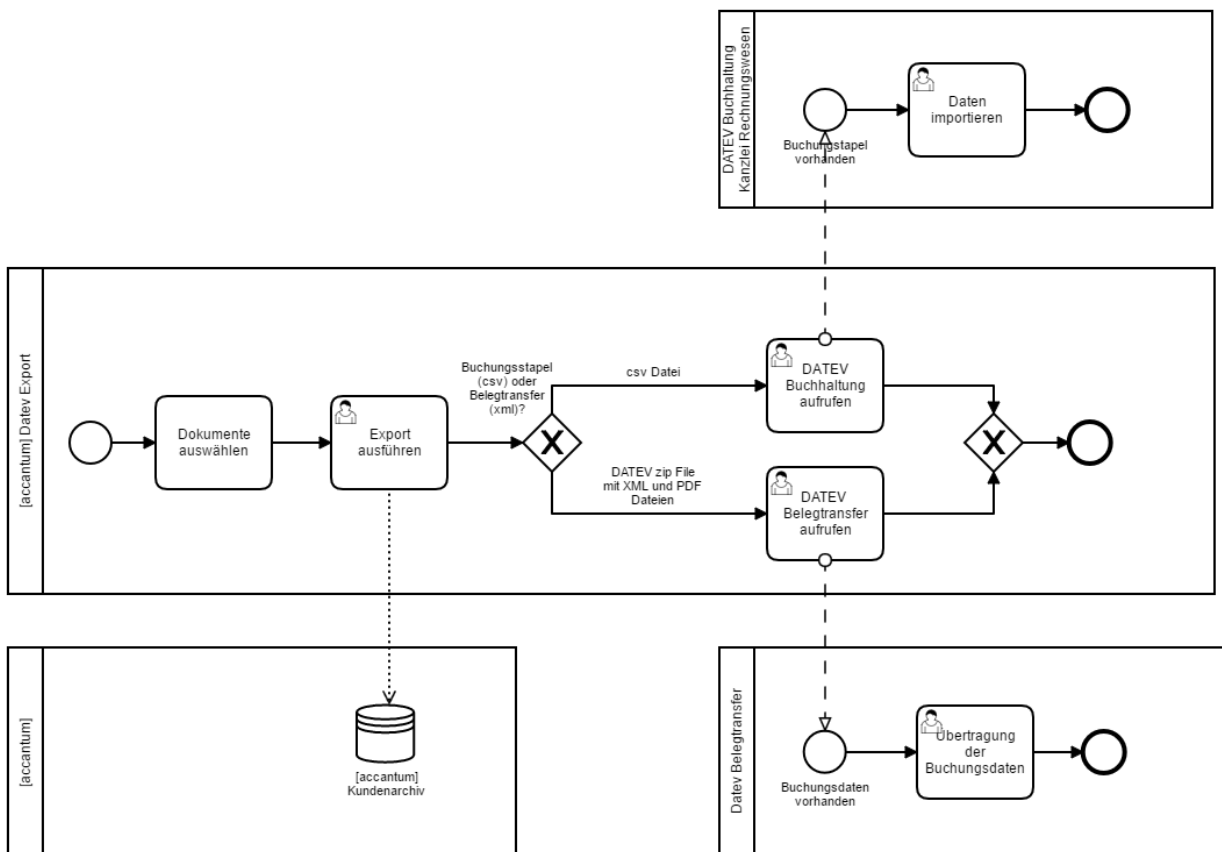 DATEV Buchhaltung
Kanzlei Rechnungswesen
Buchungstapel
vorhanden
Daten
importieren
[accantum] Datev Export
Dokumente
auswählen
Export
ausführen
Buchungsstapel
(csv) oder
Belegtransfer
(xml)?
csv Datei
DATEV zip File
mit XML und PDF
Dateien
DATEV
Buchhaltung
aufrufen
DATEV
Belegtransfer
aufrufen
[accantum]
[accantum]
Kundenarchiv
Datev Belegtransfer
Buchungsdaten
vorhanden
Übertragung
der
Buchungsdaten